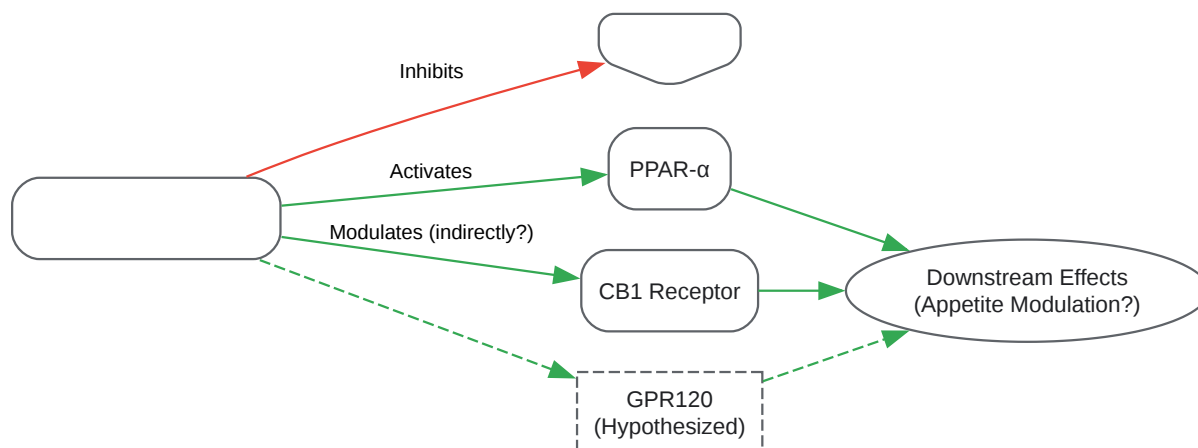 Inhibits
Activates
PPAR-α
Modulates (indirectly?)
CB1 Receptor
Downstream Effects
(Appetite Modulation?)
GPR120
(Hypothesized)